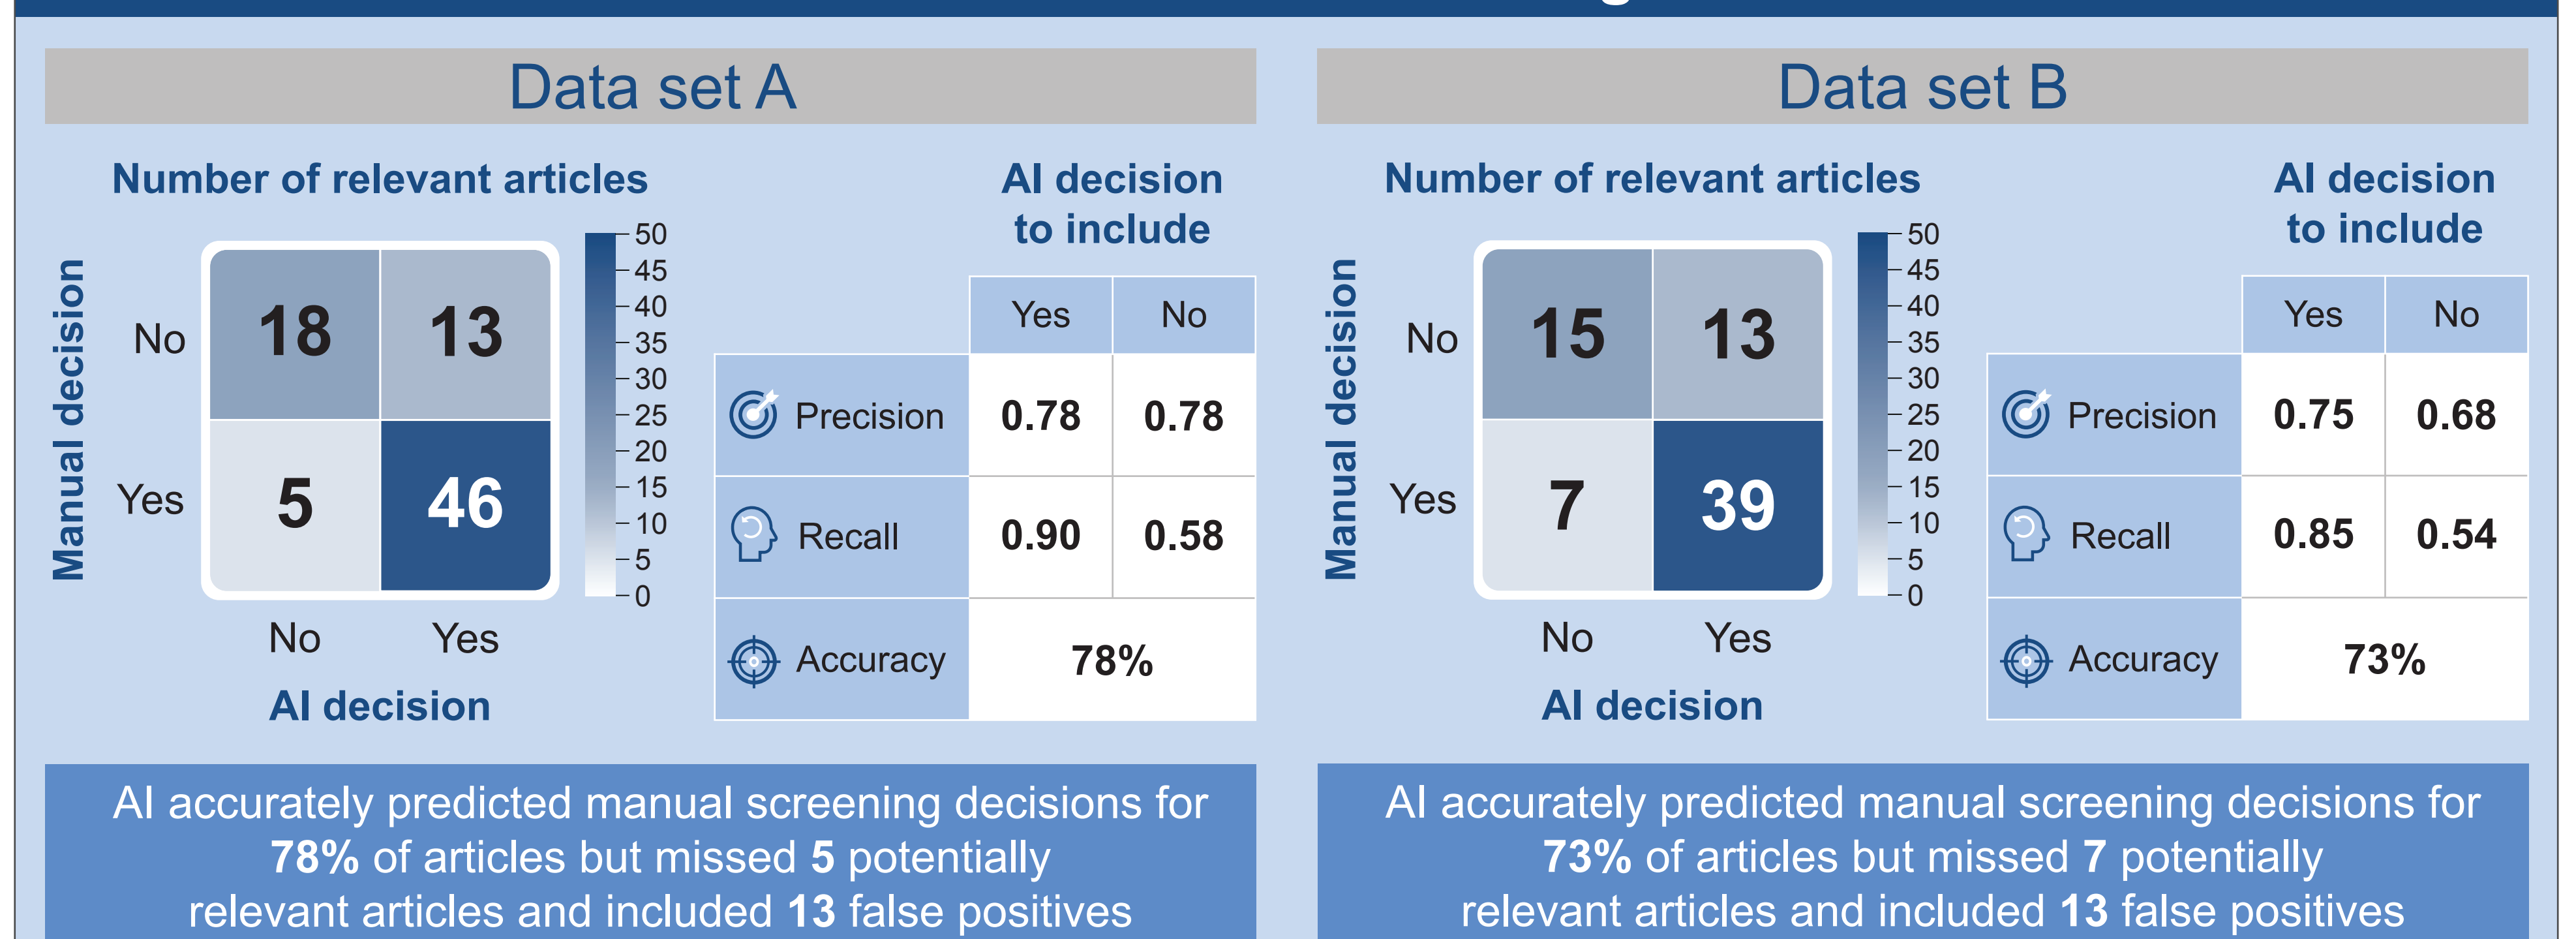 Data set A
Number of relevant articles
Manual decision
No
18
13
Yes
5
46
No
Yes
AI decision
50
45
40
35
30
25
20
15
10
5
0
AI decision
to include
Yes
No
Precision
0.78
0.78
Recall
0.90
0.58
Accuracy
78%
AI accurately predicted manual screening decisions for
78% of articles but missed 5 potentially
relevant articles and included 13 false positives
Data set B
Number of relevant articles
Manual decision
No
15
13
Yes
7
39
No
Yes
AI decision
50
45
40
35
30
25
20
15
10
5
0
AI decision
to include
Yes
No
Precision
0.75
0.68
Recall
0.85
0.54
Accuracy
73%
AI accurately predicted manual screening decisions for
73% of articles but missed 7 potentially
relevant articles and included 13 false positives